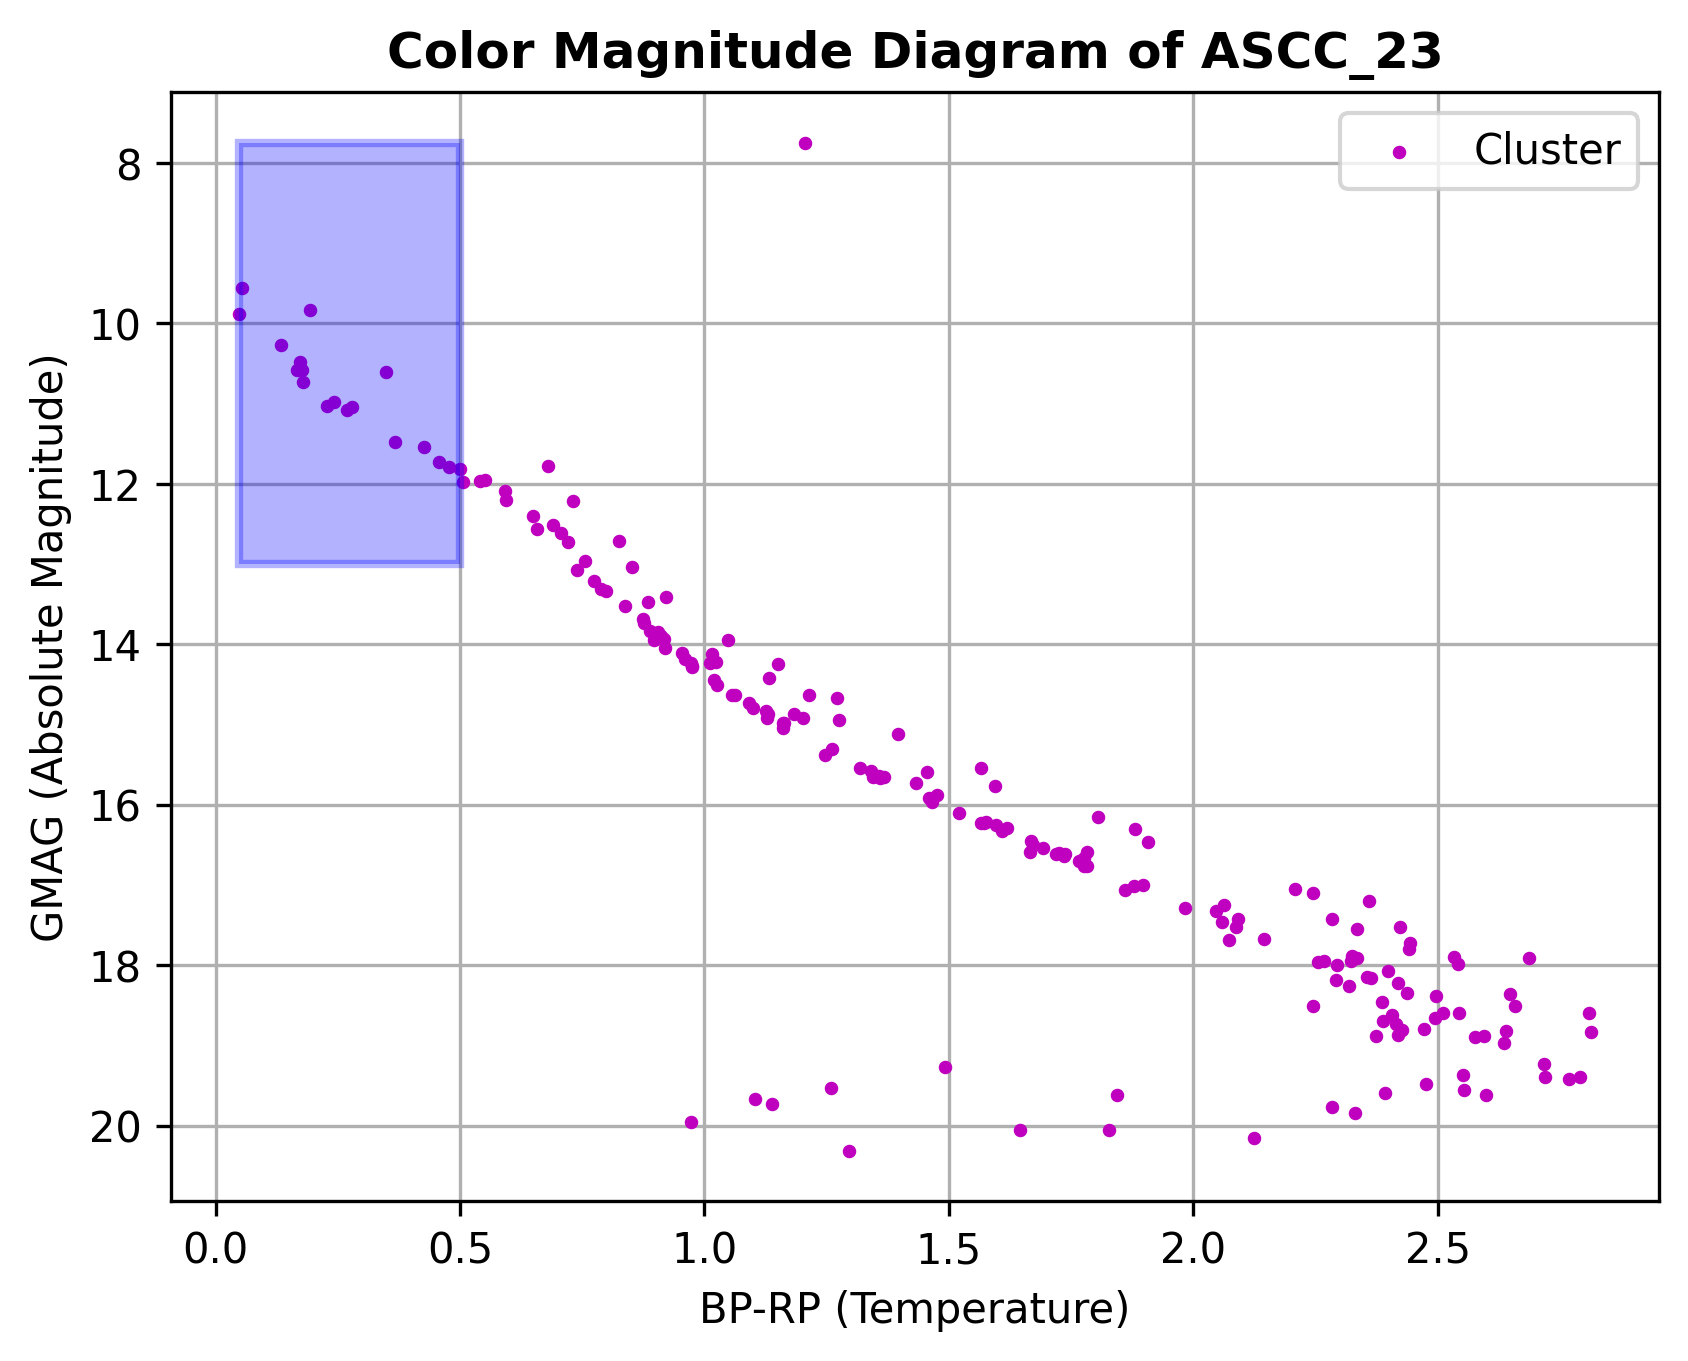 Color Magnitude Diagram of ASCC_23
Cluster
8
10
12
14
16
18
20
GMAG (Absolute Magnitude)
0.0 0.5 1.0 1.5 2.0 2.5
BP-RP (Temperature)